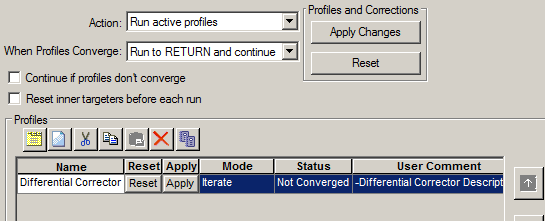 Action: Run active profiles
Profiles and Corrections
Apply Changes
When Profiles Converge: Run to RETURN and continue
Reset
Continue if profiles don't converge
Reset inner targeters before each run
Profiles
Name Reset Apply Mode Status User Comment
Differential Corrector Reset Apply Iterate Not Converged -Differential Corrector Descript